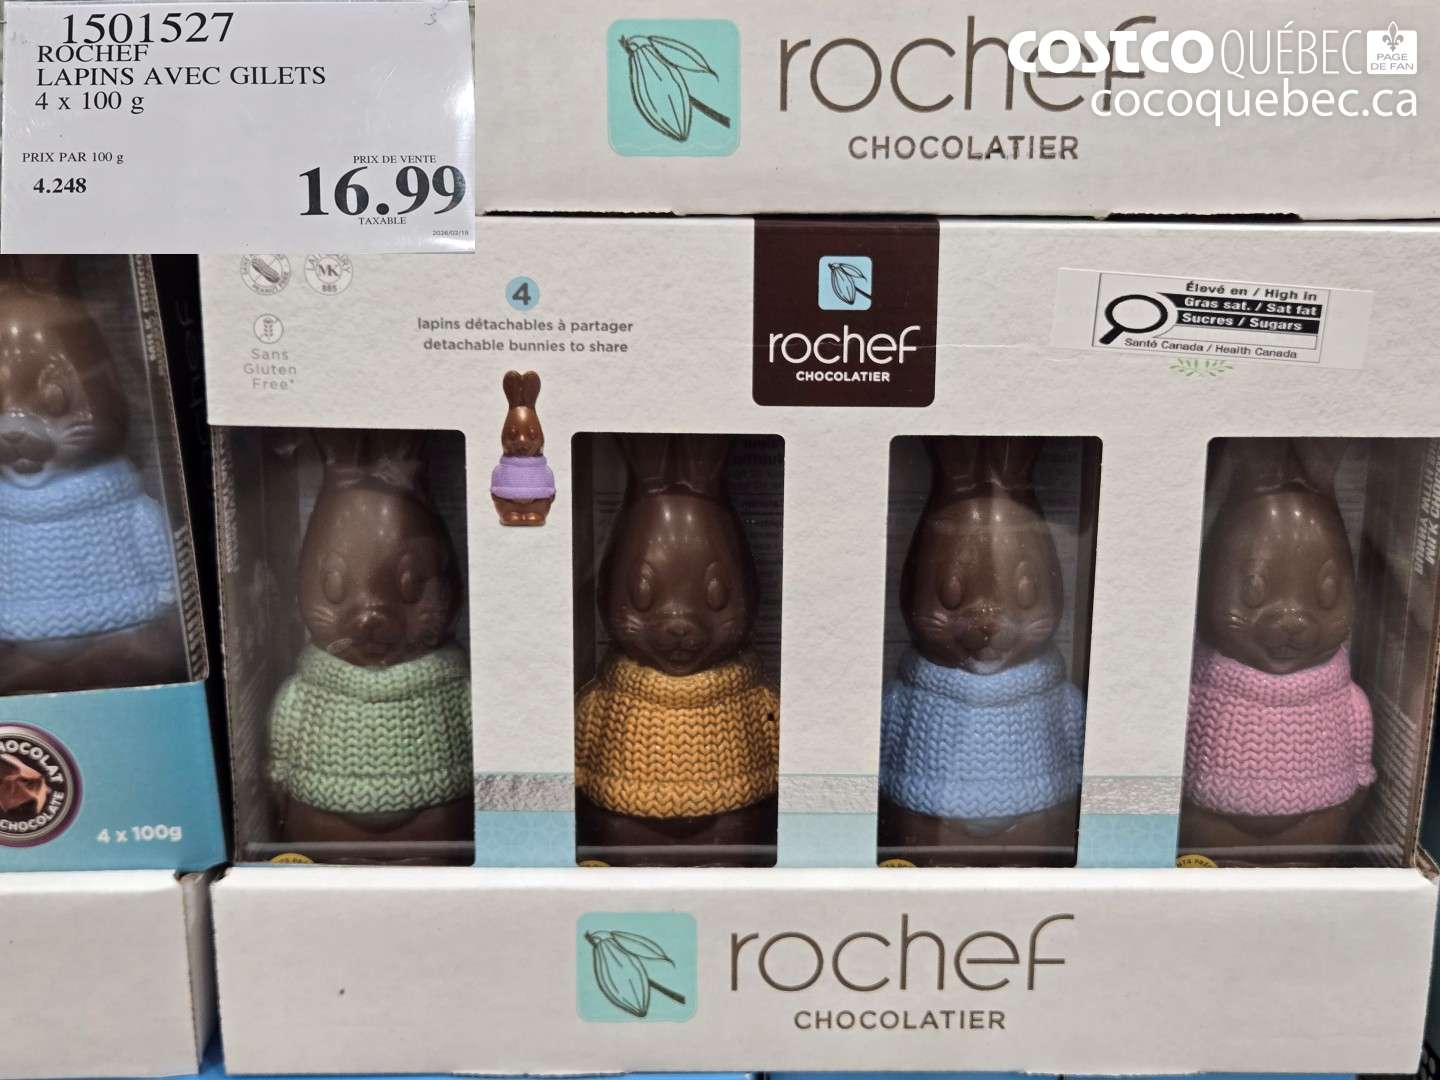 1501527
ROCHEF
LAPINS AVEC GILETS
4 x 100 g
PRIX PAR 100 g
4.248
PRIX DE VENTE
16.99
TAXABLE
rochef
CHOCOLATIER
COSTCO QUÉBEC
PAGE
DE FAN
cocoquebec.ca
MK
4
lapins détachables à partager
detachable bunnies to share
Sans
Gluten
Free*
rochef
CHOCOLATIER
Élevé en / High in
Gras sat. / Sat fat
Sucres / Sugars
Santé Canada / Health Canada
CHOCOLATE
4 x 100g
rochef
CHOCOLATIER